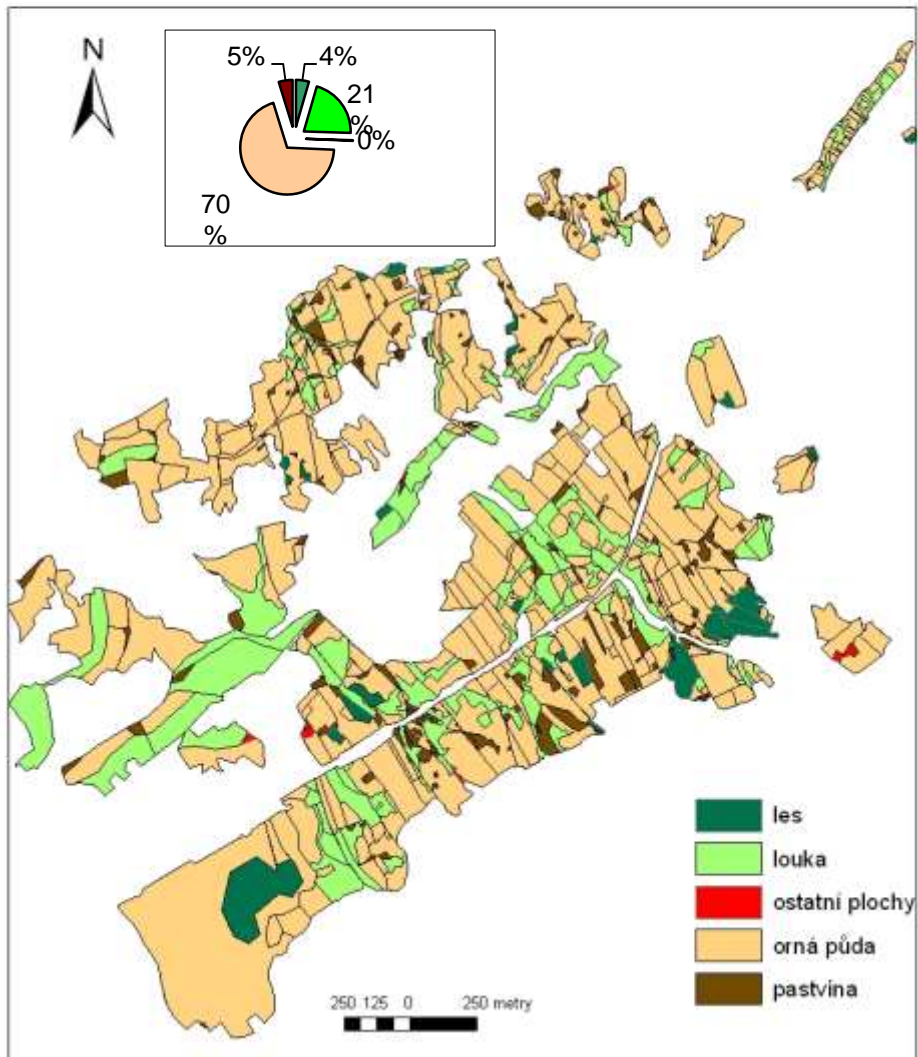 N
5%
4%
21
%
0%
70
%
les
louka
ostatní plochy
orná půda
pastvina
250 125 0 250 metry